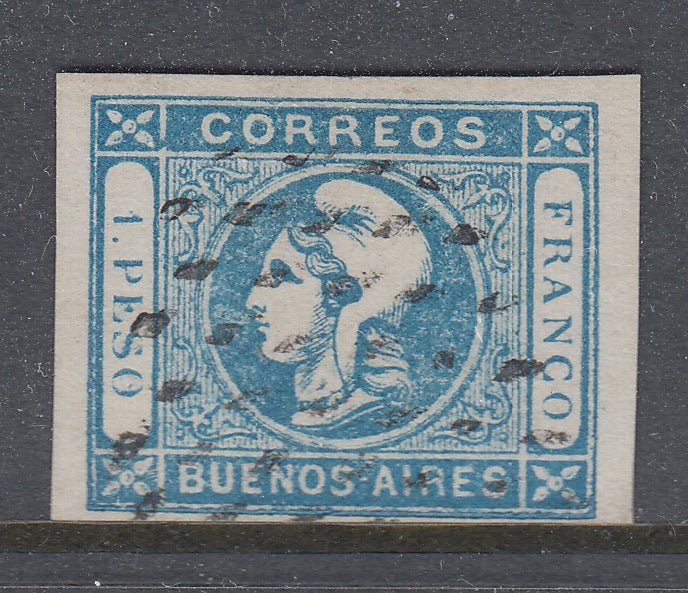 CORREOS
1. PESO
FRANCO
BUENOS AIRES